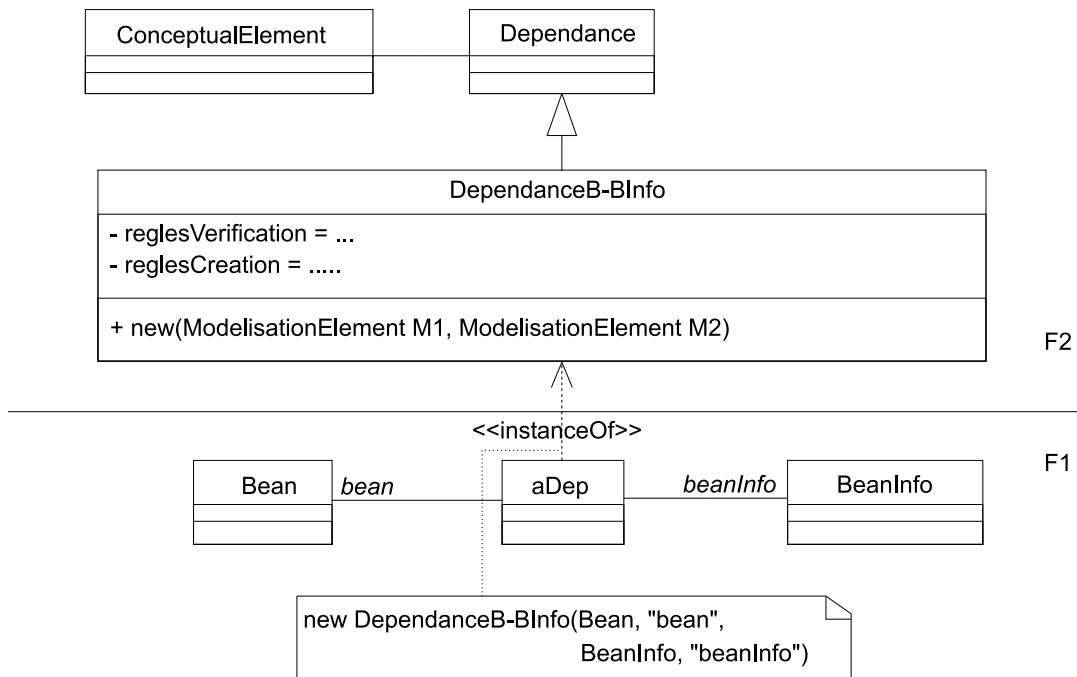 ConceptualElement
Dependance
DependanceB-BInfo
- reglesVerification = ...
- reglesCreation = .....
+ new(ModelisationElement M1, ModelisationElement M2)
F2
<<instanceOf>>
F1
Bean
bean
aDep
beanInfo
BeanInfo
new DependanceB-BInfo(Bean, "bean",
BeanInfo, "beanInfo")